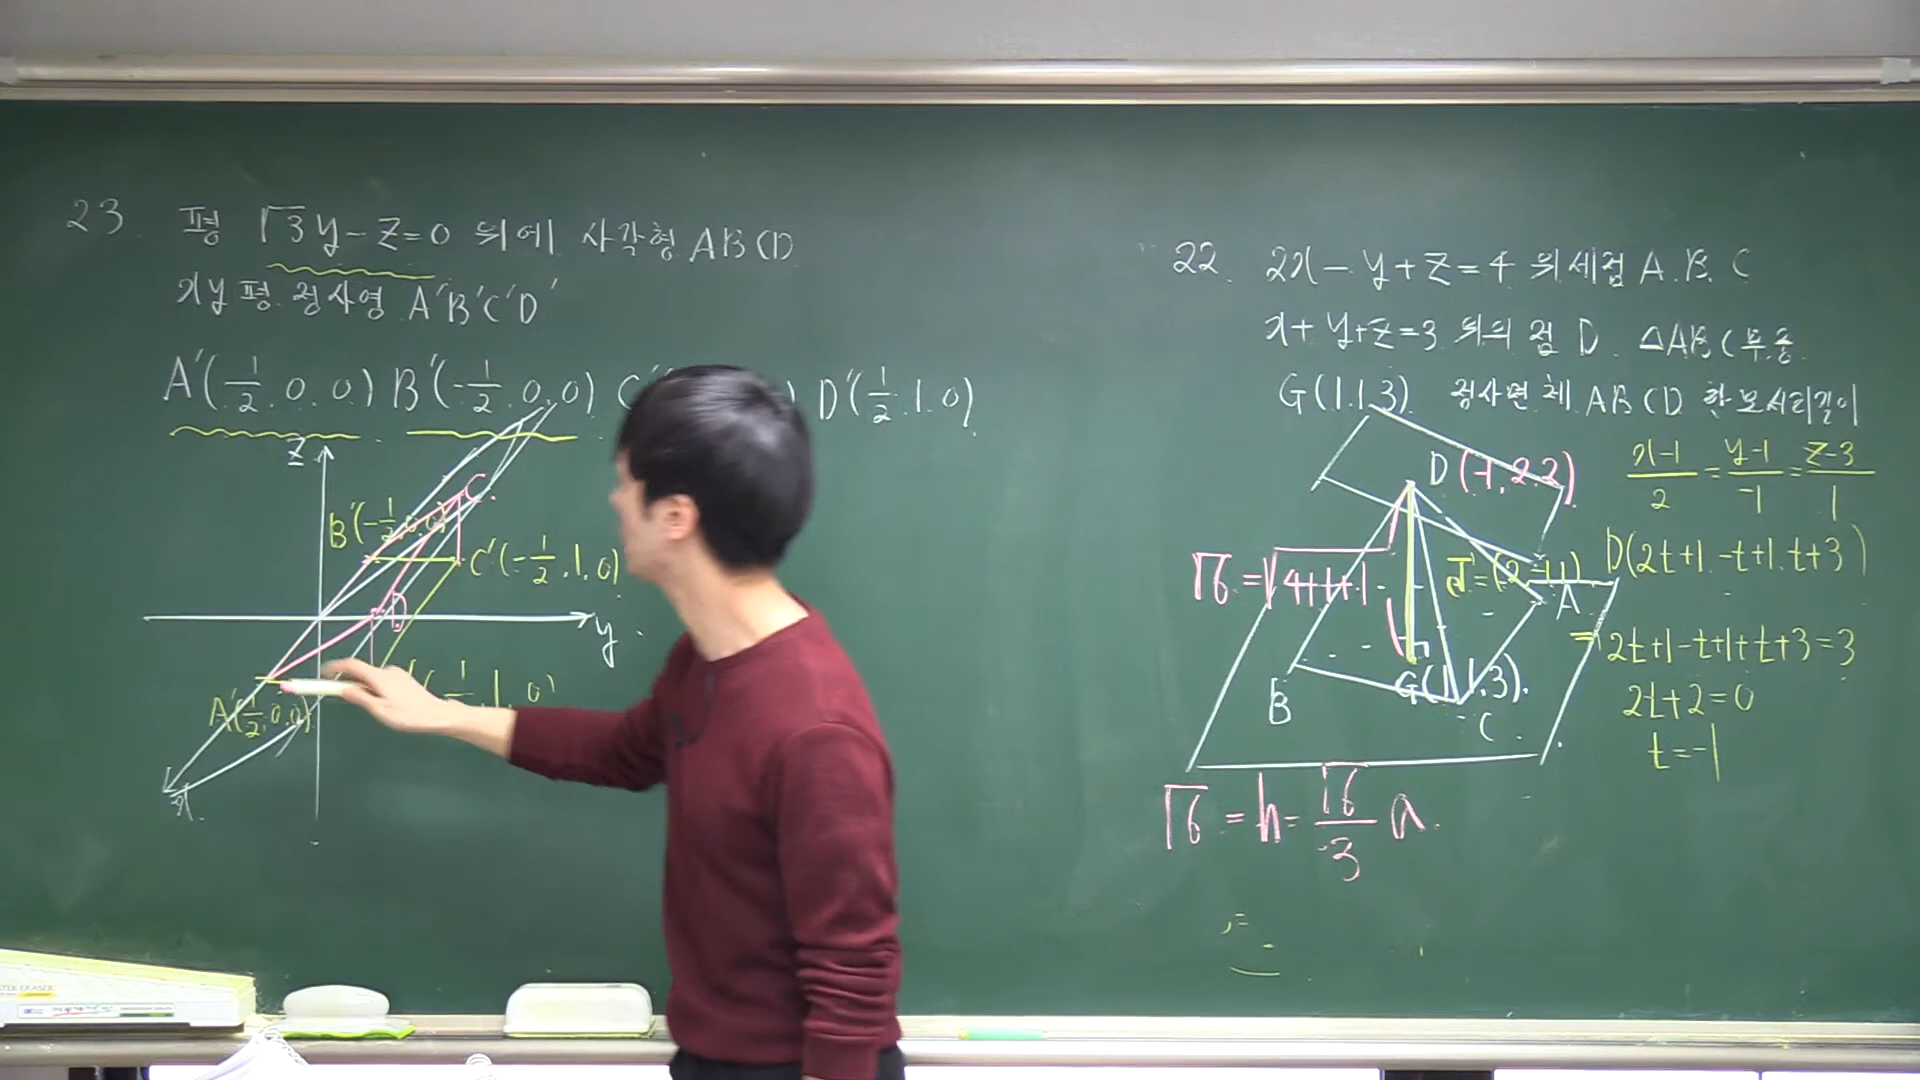 23 평 √3y-z=0 위에 사각형 ABCD
xy평 정사영 A'B'C'D'
A'(1/2, 0, 0) B'(-1/2, 0, 0) C' D'(1/2, 1, 0)
z
C
B'(-1/2, 0, 0)
C'(-1/2, 1, 0)
D
y
1/2, 1, 0)
A'(1/2, 0, 0)
x
22. 2x-y+z=4 위 세점 A. B. C
x+y+z=3 위의 점 D. △ABC 무.중.
G(1.1.3) 정사면체 ABCD 한 모서리길이
D(-1, 2, 2)
(x-1)/2 = (y-1)/-1 = (z-3)/1
D(2t+1, -t+1, t+3)
√6=√4+1+1
d=(2, -1, 1)
A
⇒ 2t+1-t+1+t+3=3
h
G(1, 1, 3).
B
C
2t+2=0
t=-1
√6 = h = √6/3 a.